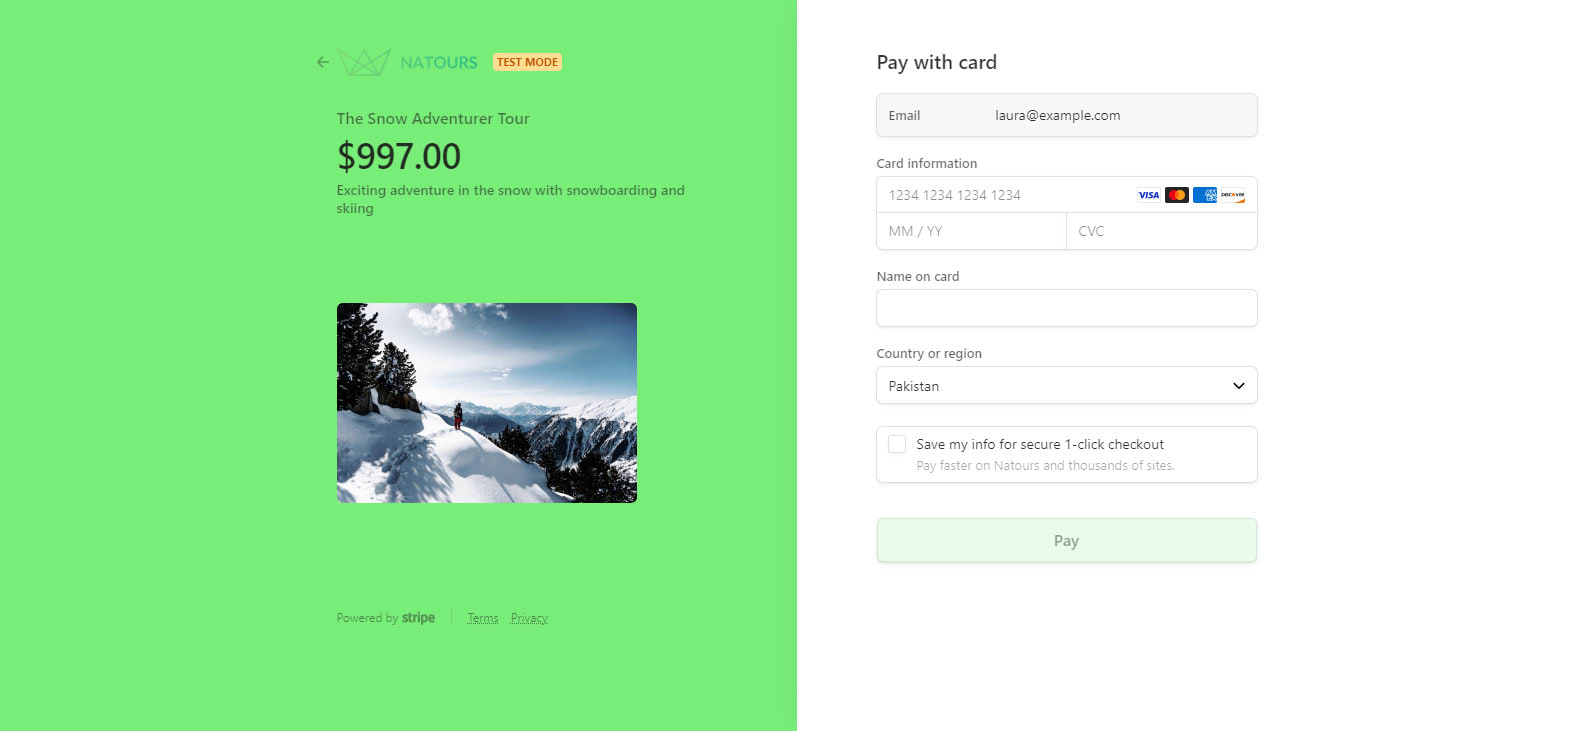 NATOURS TEST MODE
The Snow Adventurer Tour
$997.00
Exciting adventure in the snow with snowboarding and
skiing
Powered by stripe Terms Privacy
Pay with card
Email laura@example.com
Card information
1234 1234 1234 1234 VISA AMEX DISCOVER
MM / YY CVC
Name on card
Country or region
Pakistan
Save my info for secure 1-click checkout
Pay faster on Natours and thousands of sites.
Pay